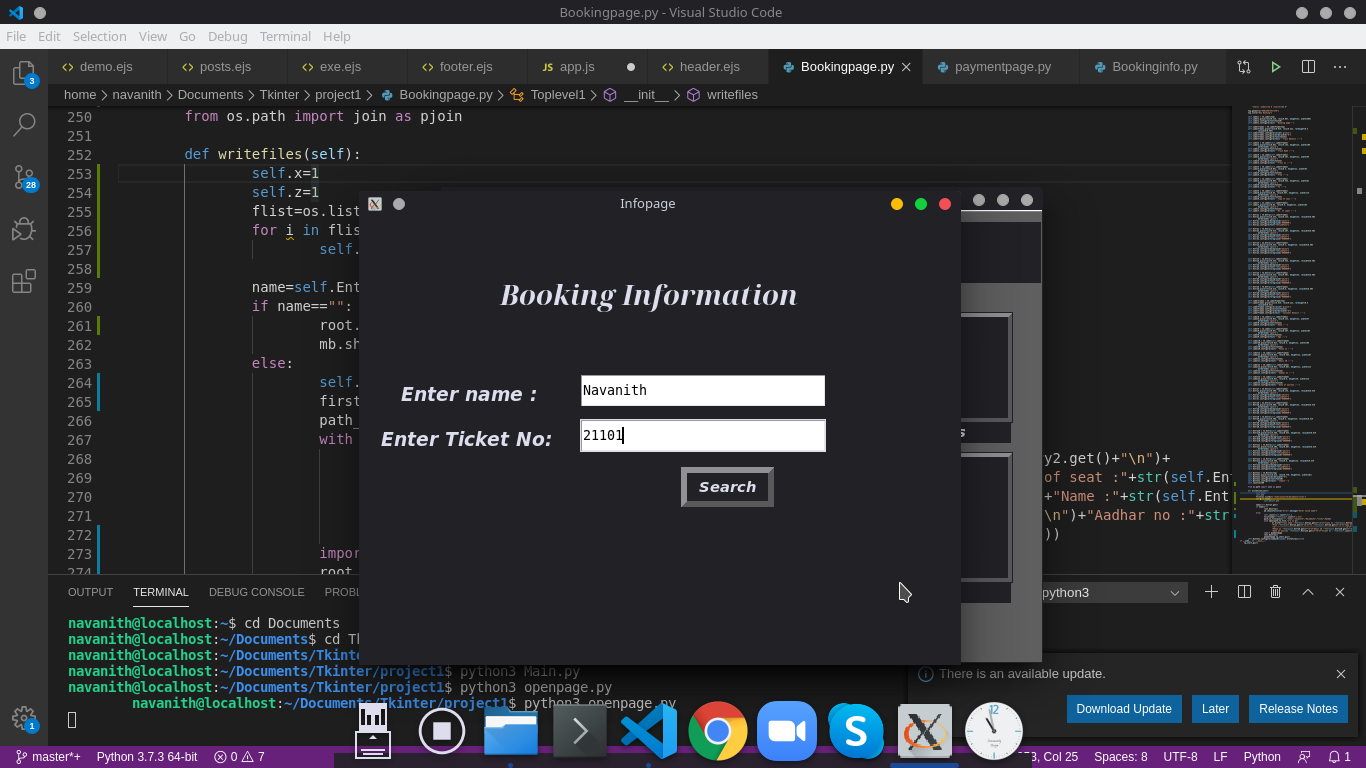 Bookingpage.py - Visual Studio Code
File Edit Selection View Go Debug Terminal Help
demo.ejs posts.ejs exe.ejs footer.ejs JS app.js header.ejs Bookingpage.py paymentpage.py Bookinginfo.py
home > navanith > Documents > Tkinter > project1 > Bookingpage.py > Toplevel1 > __init__ > writefiles
3
28
1
250 from os.path import join as pjoin
251
252 def writefiles(self):
253 self.x=1
254 self.z=1
255 flist=os.list
256 for i in flis
257 self.
258
259 name=self.Ent
260 if name=="":
261 root.
262 mb.sh
263 else:
264 self.
265 first
266 path_
267 with
268 y2.get()+"\n")+
269 of seat :"+str(self.Ent
270 +"Name :"+str(self.Ent
271 \n")+"Aadhar no :"+str
272 ))
273 impor
274 root
Infopage
Booking Information
Enter name : Navanith
Enter Ticket No: 21101
Search
s
OUTPUT TERMINAL DEBUG CONSOLE PROBL
python3
navanith@localhost:~$ cd Documents
navanith@localhost:~/Documents$ cd T
navanith@localhost:~/Documents/Tkinter
navanith@localhost:~/Documents/Tkinter/project1$ python3 Main.py
navanith@localhost:~/Documents/Tkinter/project1$ python3 openpage.py
navanith@localhost:~/Documents/Tkinter/project1$ python3 openpage.py
There is an available update.
Download Update Later Release Notes
12
master*+ Python 3.7.3 64-bit 0 7
3, Col 25 Spaces: 8 UTF-8 LF Python 1